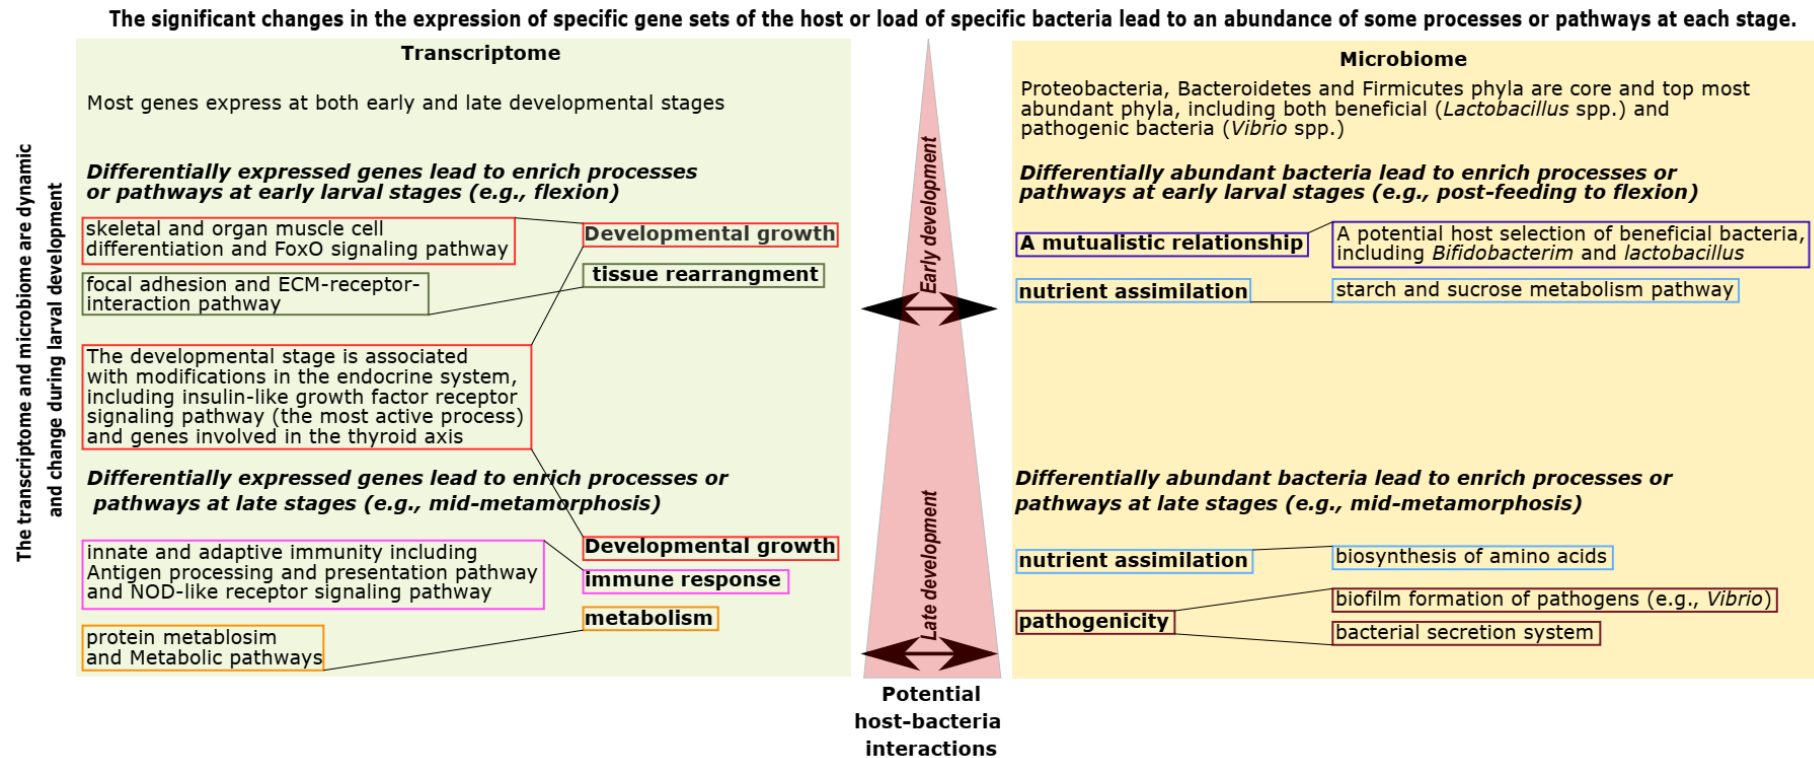 The significant changes in the expression of specific gene sets of the host or load of specific bacteria lead to an abundance of some processes or pathways at each stage.
The transcriptome and microbiome are dynamic
and change during larval development
Transcriptome
Most genes express at both early and late developmental stages
Differentially expressed genes lead to enrich processes
or pathways at early larval stages (e.g., flexion)
skeletal and organ muscle cell
differentiation and FoxO signaling pathway
Developmental growth
focal adhesion and ECM-receptor-
interaction pathway
tissue rearrangment
The developmental stage is associated
with modifications in the endocrine system,
including insulin-like growth factor receptor
signaling pathway (the most active process)
and genes involved in the thyroid axis
Differentially expressed genes lead to enrich processes or
pathways at late stages (e.g., mid-metamorphosis)
Developmental growth
innate and adaptive immunity including
Antigen processing and presentation pathway
and NOD-like receptor signaling pathway
immune response
metabolism
protein metablosim
and Metabolic pathways
Early development
Late development
Potential
host-bacteria
interactions
Microbiome
Proteobacteria, Bacteroidetes and Firmicutes phyla are core and top most
abundant phyla, including both beneficial (Lactobacillus spp.) and
pathogenic bacteria (Vibrio spp.)
Differentially abundant bacteria lead to enrich processes or
pathways at early larval stages (e.g., post-feeding to flexion)
A mutualistic relationship
A potential host selection of beneficial bacteria,
including Bifidobacterim and lactobacillus
nutrient assimilation
starch and sucrose metabolism pathway
Differentially abundant bacteria lead to enrich processes or
pathways at late stages (e.g., mid-metamorphosis)
nutrient assimilation
biosynthesis of amino acids
pathogenicity
biofilm formation of pathogens (e.g., Vibrio)
bacterial secretion system